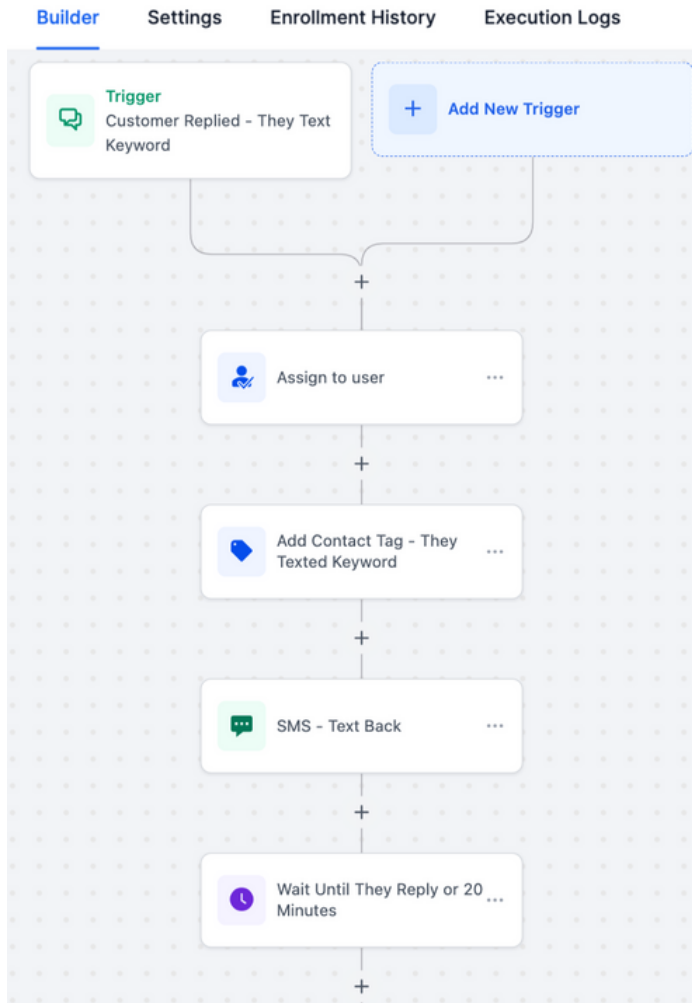 Builder Settings Enrollment History Execution Logs
Trigger
Customer Replied - They Text
Keyword
Add New Trigger
Assign to user
Add Contact Tag - They
Texted Keyword
SMS - Text Back
Wait Until They Reply or 20
Minutes